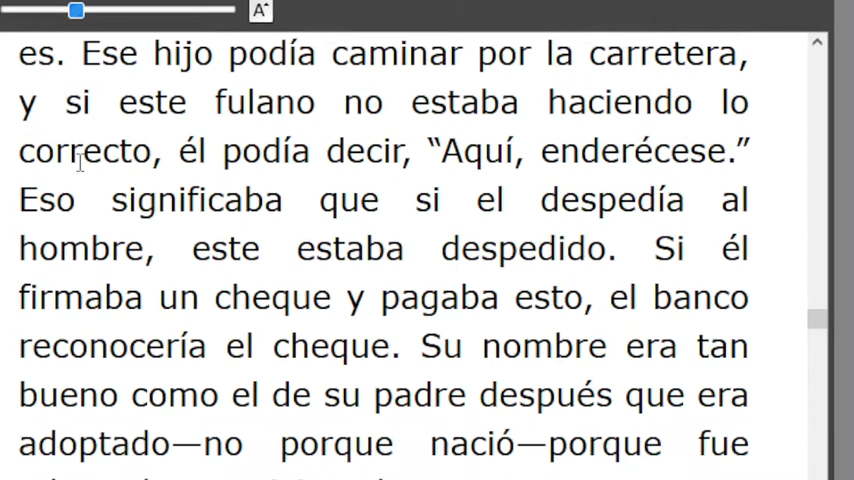 A
es. Ese hijo podía caminar por la carretera,
y si este fulano no estaba haciendo lo
correcto, él podía decir, “Aquí, enderécese.”
Eso significaba que si el despedía al
hombre, este estaba despedido. Si él
firmaba un cheque y pagaba esto, el banco
reconocería el cheque. Su nombre era tan
bueno como el de su padre después que era
adoptado—no porque nació—porque fue